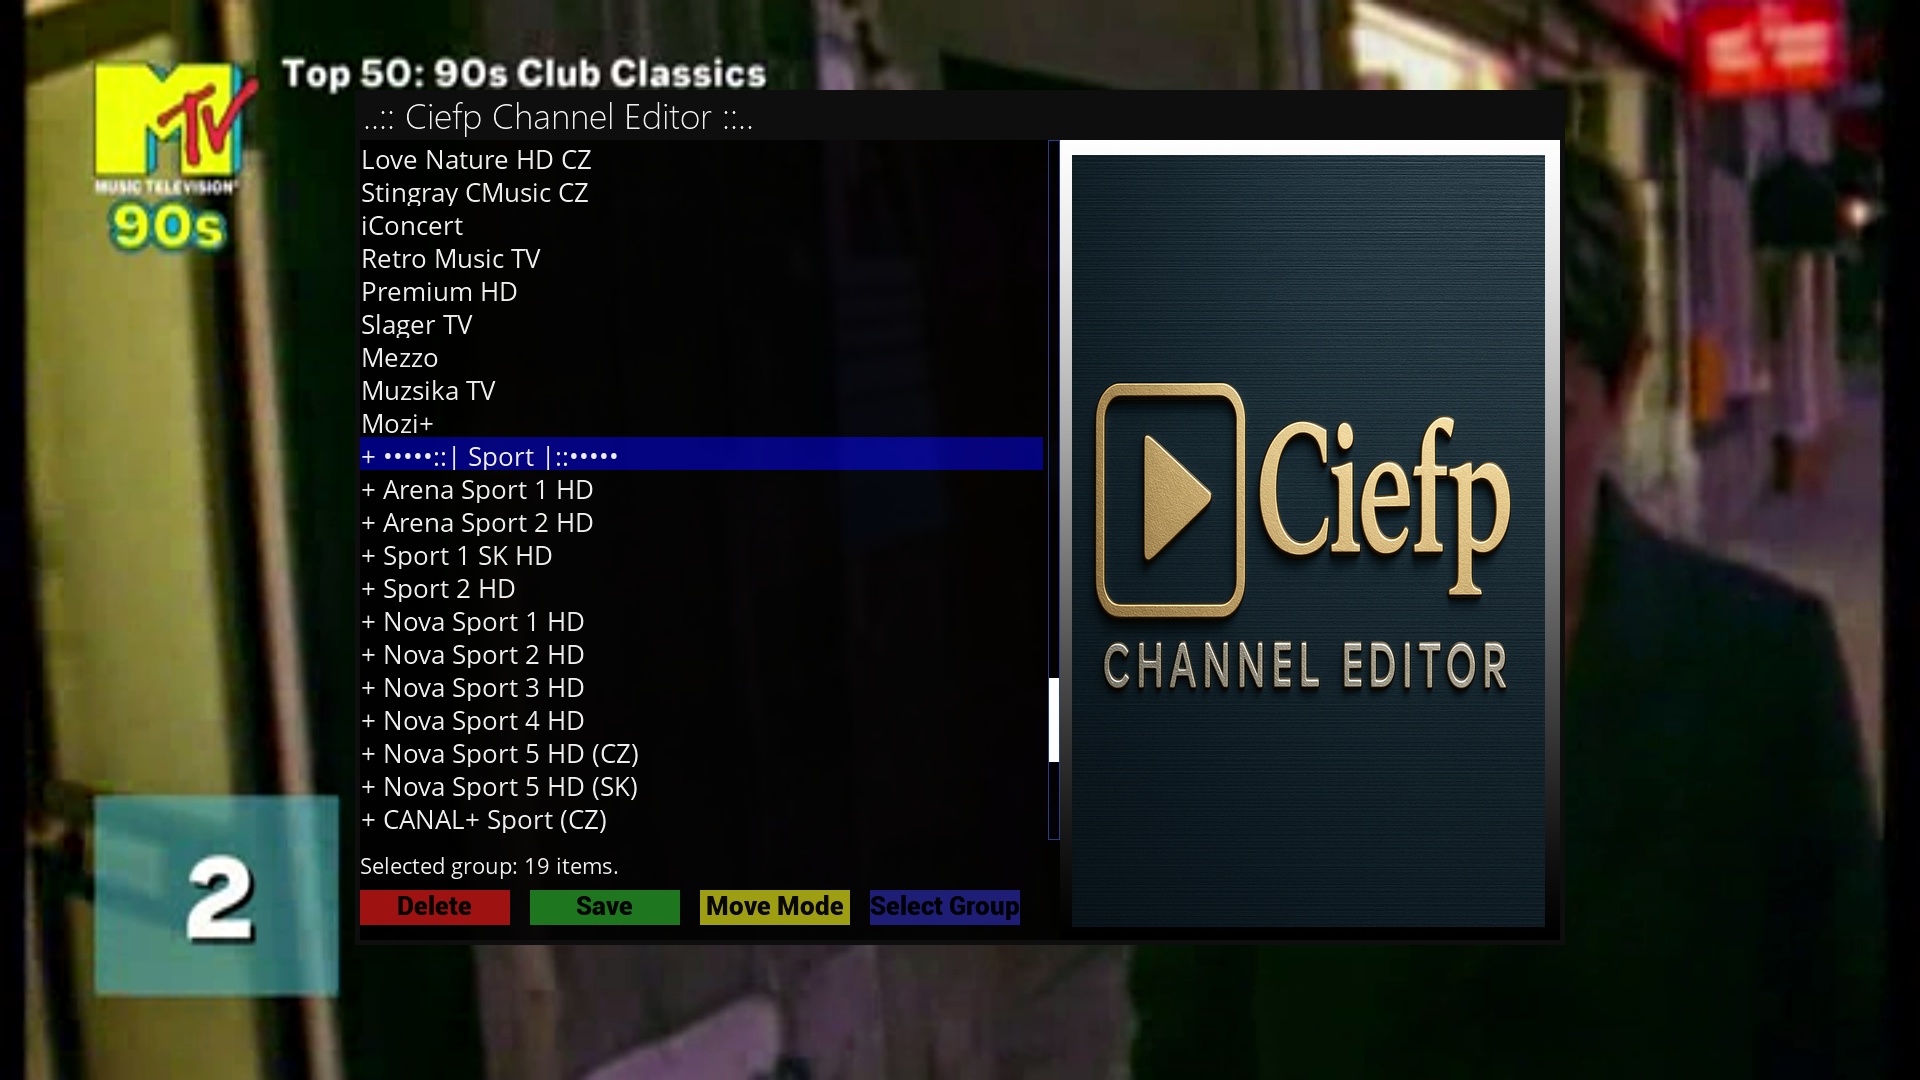 Top 50: 90s Club Classics
MTV
MUSIC TELEVISION®
90s
..:: Ciefp Channel Editor ::..
Love Nature HD CZ
Stingray CMusic CZ
iConcert
Retro Music TV
Premium HD
Slager TV
Mezzo
Muzsika TV
Mozi+
+ •••••::| Sport |::•••••
+ Arena Sport 1 HD
+ Arena Sport 2 HD
+ Sport 1 SK HD
+ Sport 2 HD
+ Nova Sport 1 HD
+ Nova Sport 2 HD
+ Nova Sport 3 HD
+ Nova Sport 4 HD
+ Nova Sport 5 HD (CZ)
+ Nova Sport 5 HD (SK)
+ CANAL+ Sport (CZ)
Selected group: 19 items.
Delete
Save
Move Mode
Select Group
Ciefp
CHANNEL EDITOR
2